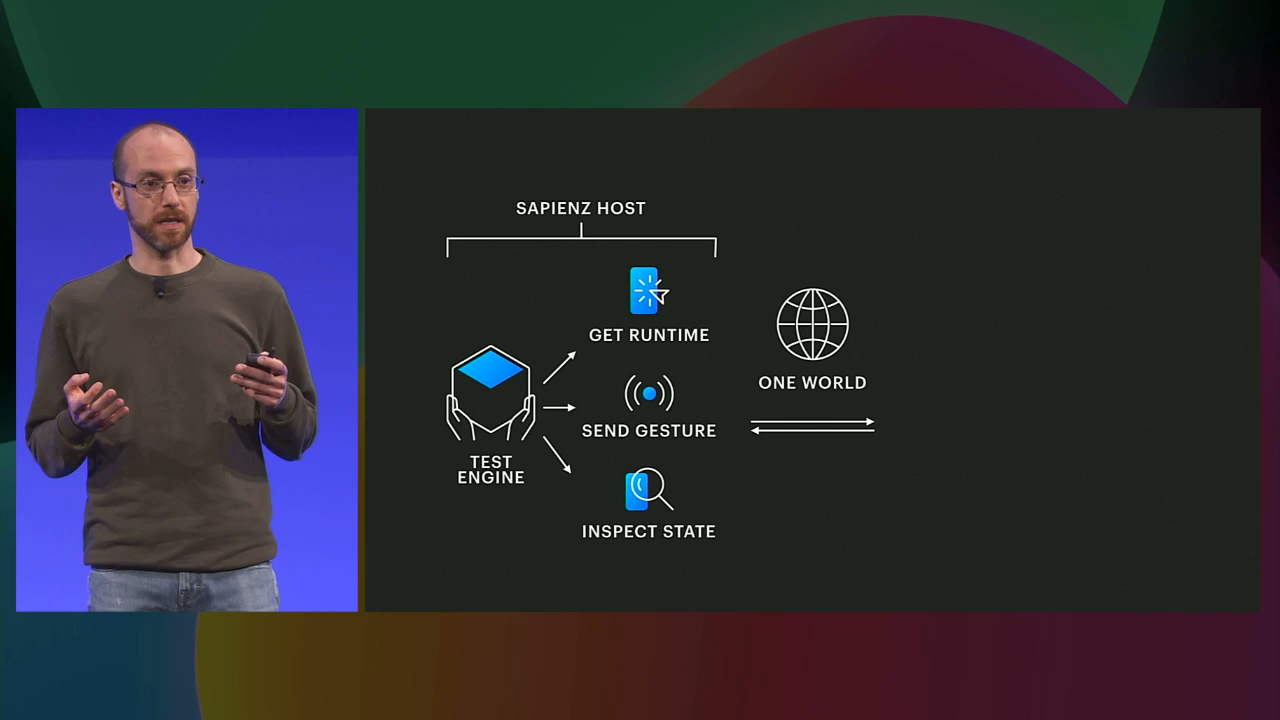 SAPIENZ HOST
GET RUNTIME
ONE WORLD
SEND GESTURE
TEST
ENGINE
INSPECT STATE